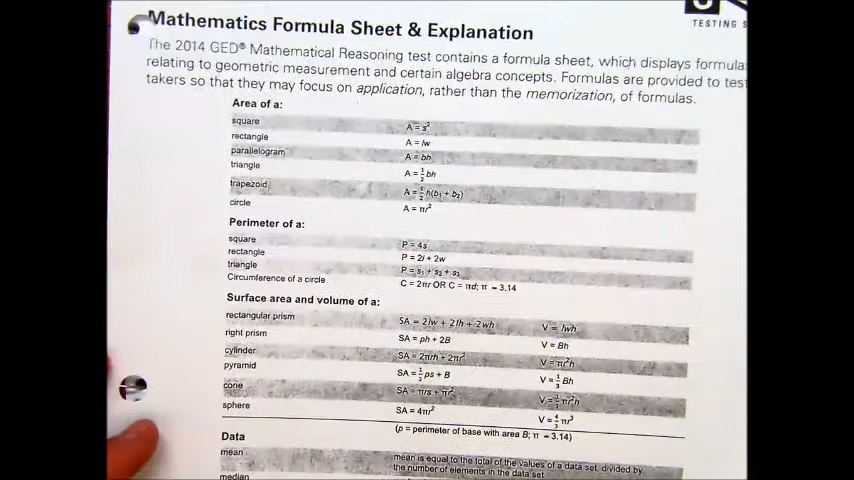 TESTING
Mathematics Formula Sheet & Explanation
The 2014 GED® Mathematical Reasoning test contains a formula sheet, which displays formulas
relating to geometric measurement and certain algebra concepts. Formulas are provided to test
takers so that they may focus on application, rather than the memorization, of formulas.
Area of a:
square A = s²
rectangle A = lw
parallelogram A = bh
triangle A = ½bh
trapezoid A = ½h(b₁ + b₂)
circle A = πr²
Perimeter of a:
square P = 4s
rectangle P = 2l + 2w
triangle P = s₁ + s₂ + s₃
Circumference of a circle C = 2πr OR C = πd; π ≈ 3.14
Surface area and volume of a:
rectangular prism SA = 2lw + 2lh + 2wh V = lwh
right prism SA = ph + 2B V = Bh
cylinder SA = 2πrh + 2πr² V = πr²h
pyramid SA = ½ps + B V = ⅓Bh
cone SA = πrs + πr² V = ⅓πr²h
sphere SA = 4πr² V = 4/3 πr³
(p = perimeter of base with area B; π ≈ 3.14)
Data
mean mean is equal to the total of the values of a data set, divided by
the number of elements in the data set
median